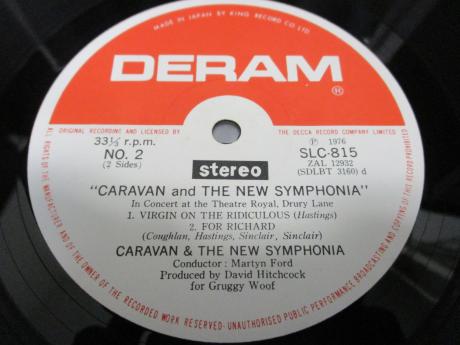 MADE IN JAPAN BY KING RECORD CO. LTD.
DERAM®
ORIGINAL RECORDING AND LICENSED BY THE DECCA RECORD COMPANY LIMITED
33⅓ r.p.m.
NO. 2
(2 Sides)
stereo
Ⓟ 1976
SLC-815
ZAL 12932
(SDLBT 3160) d
"CARAVAN and THE NEW SYMPHONIA"
In Concert at the Theatre Royal, Drury Lane
1. VIRGIN ON THE RIDICULOUS (Hastings)
2. FOR RICHARD
(Coughlan, Hastings, Sinclair, Sinclair)
CARAVAN & THE NEW SYMPHONIA
Conductor: Martyn Ford
Produced by David Hitchcock
for Gruggy Woof
ALL RIGHTS OF THE MANUFACTURER AND OF THE OWNER OF THE RECORDED WORK RESERVED·UNAUTHORISED PUBLIC PERFORMANCE BROADCASTING AND COPYING OF THIS RECORD PROHIBITED